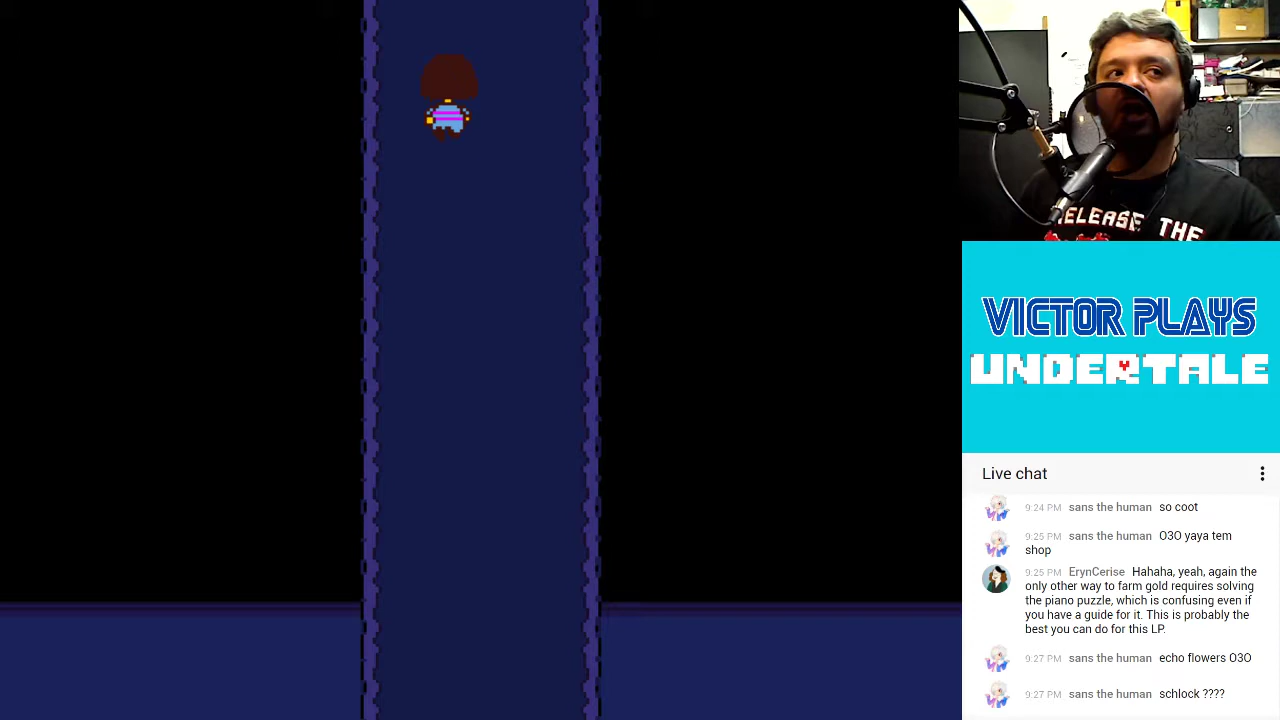 RELEASE THE
VICTOR PLAYS
UNDERTALE
Live chat
9:24 PM sans the human so coot
9:25 PM sans the human O3O yaya tem
shop
9:25 PM ErynCerise Hahaha, yeah, again the
only other way to farm gold requires solving
the piano puzzle, which is confusing even if
you have a guide for it. This is probably the
best you can do for this LP.
9:27 PM sans the human echo flowers O3O
9:27 PM sans the human schlock ????